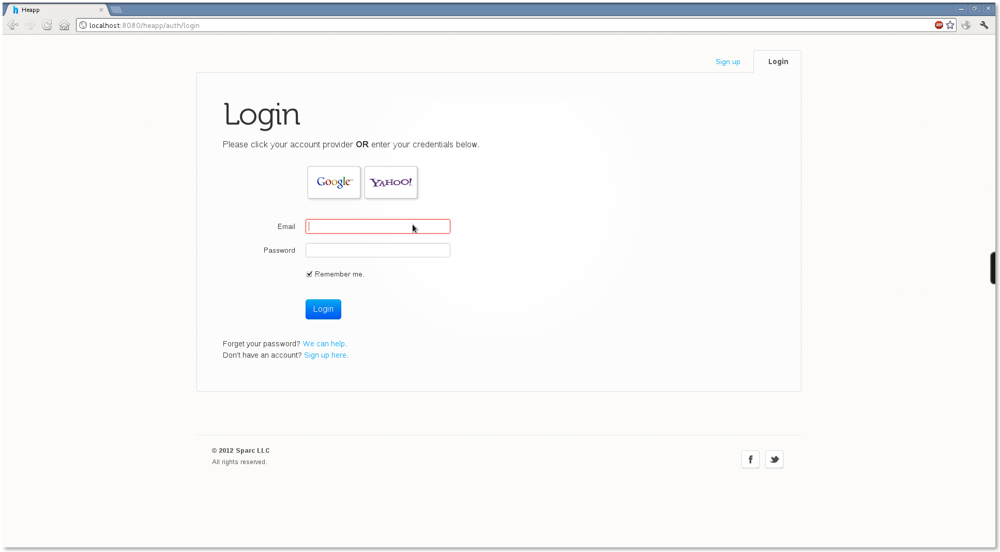 Heapp
localhost:8080/heapp/auth/login
ABP
Sign up
Login
Login
Please click your account provider OR enter your credentials below.
Google™ YAHOO!
Email
Password
Remember me.
Login
Forget your password? We can help.
Don't have an account? Sign up here.
© 2012 Sparc LLC
All rights reserved.